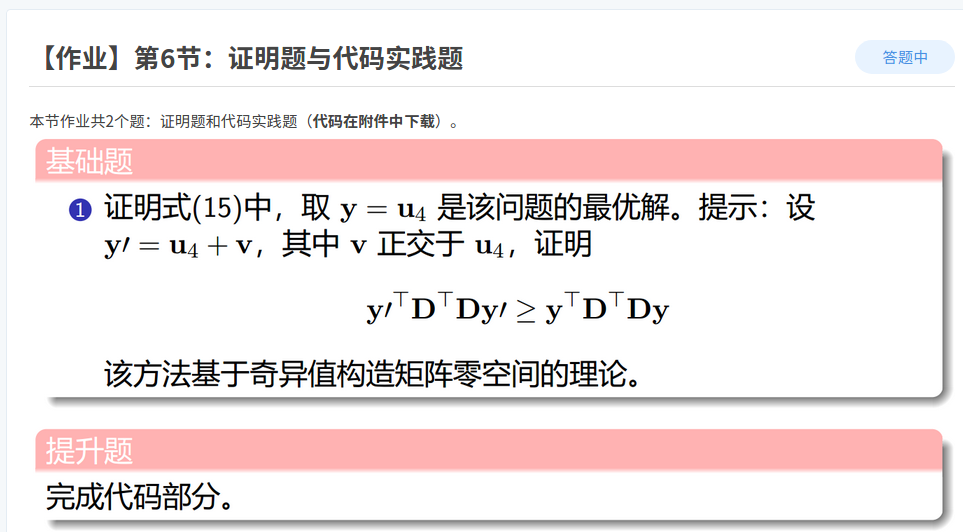 【作业】第6节：证明题与代码实践题
答题中
本节作业共2个题：证明题和代码实践题（代码在附件中下载）。
基础题
1 证明式(15)中，取 y = u₄ 是该问题的最优解。提示：设
y′ = u₄ + v，其中 v 正交于 u₄，证明
y′⊤D⊤Dy′ ≥ y⊤D⊤Dy
该方法基于奇异值构造矩阵零空间的理论。
提升题
完成代码部分。